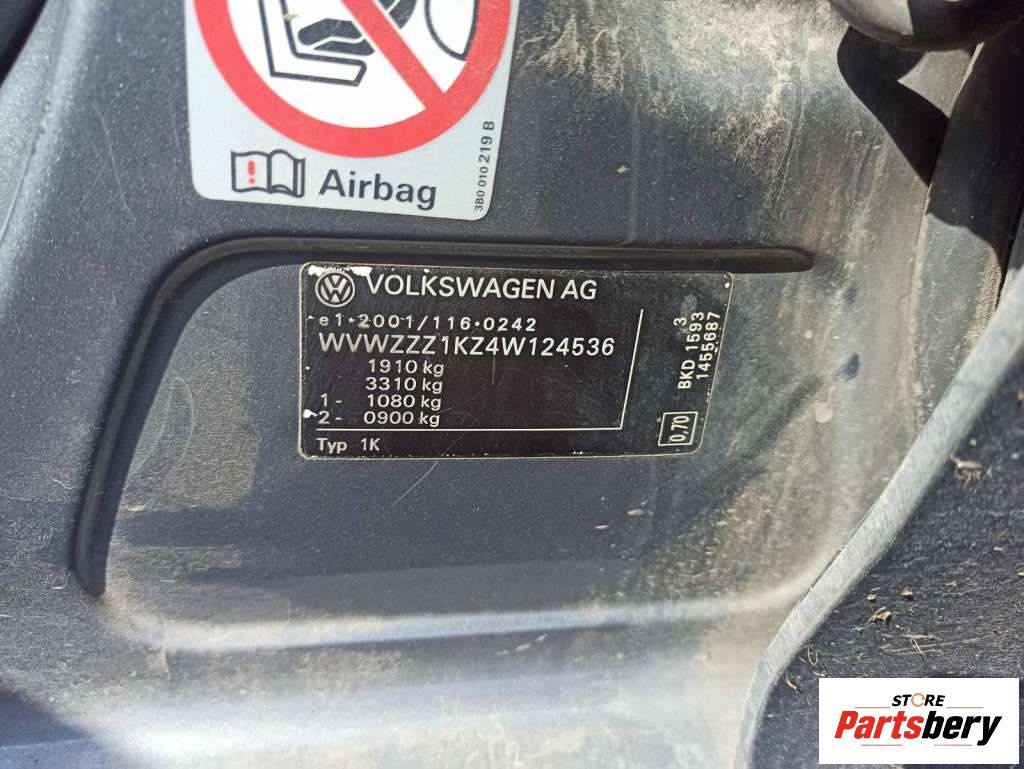 Airbag
3B0 010 219 B
VOLKSWAGEN AG
e1*2001/116*0242
WVWZZZ1KZ4W124536
1910 kg
3310 kg
1 - 1080 kg
2 - 0900 kg
Typ 1K
3
BKD 1593
1455687
0.70
STORE
Partsbery